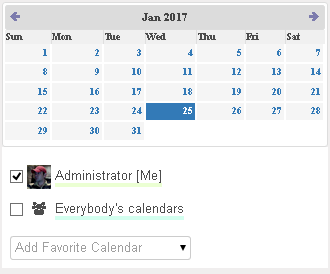 Jan 2017
Sun Mon Tue Wed Thu Fri Sat
1 2 3 4 5 6 7
8 9 10 11 12 13 14
15 16 17 18 19 20 21
22 23 24 25 26 27 28
29 30 31
Administrator [Me]
Everybody's calendars
Add Favorite Calendar